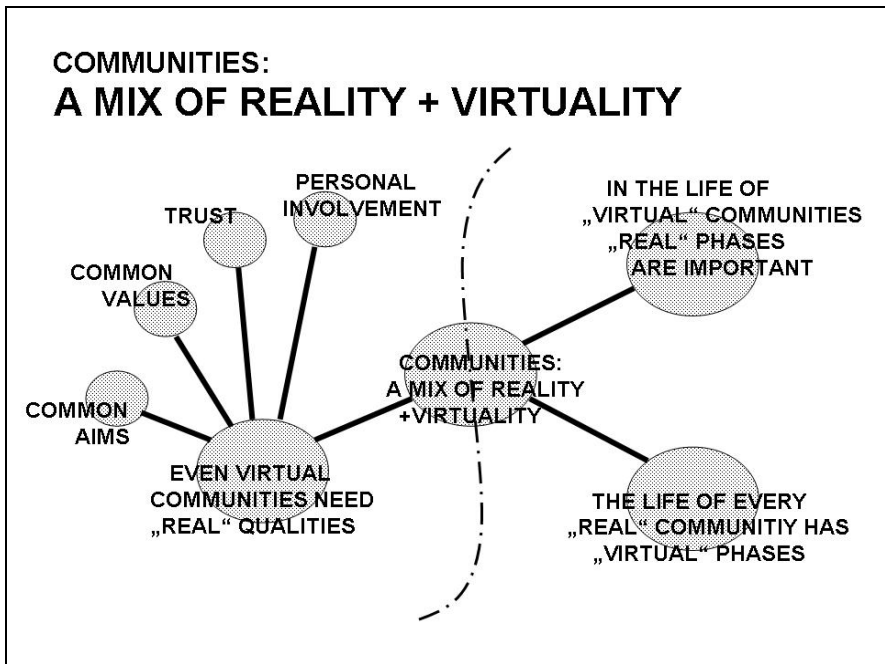 COMMUNITIES:
A MIX OF REALITY + VIRTUALITY
PERSONAL
INVOLVEMENT
TRUST
COMMON
VALUES
COMMON
AIMS
EVEN VIRTUAL
COMMUNITIES NEED
„REAL“ QUALITIES
COMMUNITIES:
A MIX OF REALITY
+VIRTUALITY
IN THE LIFE OF
„VIRTUAL“ COMMUNITIES
„REAL“ PHASES
ARE IMPORTANT
THE LIFE OF EVERY
„REAL“ COMMUNITIY HAS
„VIRTUAL“ PHASES